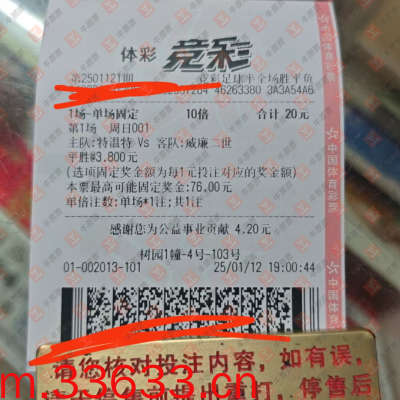 体彩 竞彩
第2501121期 竞彩足球半全场胜平负
46263380 3A3A54A6
1场-单场固定 10倍 合计 20元
第1场 周日001
主队:特温特 Vs 客队:威廉二世
平胜@3.800元
(选项固定奖金额为每1元投注对应的奖金额)
本票最高可能固定奖金:76.00元
单倍注数:单场*1注;共1注
感谢您为公益事业贡献 4.20元
树园1幢-4号-103号
01-002013-101 25/01/12 19:00:44
中国体育彩票
请您核对投注内容,如有误,
m.33633.cn
打,停售后